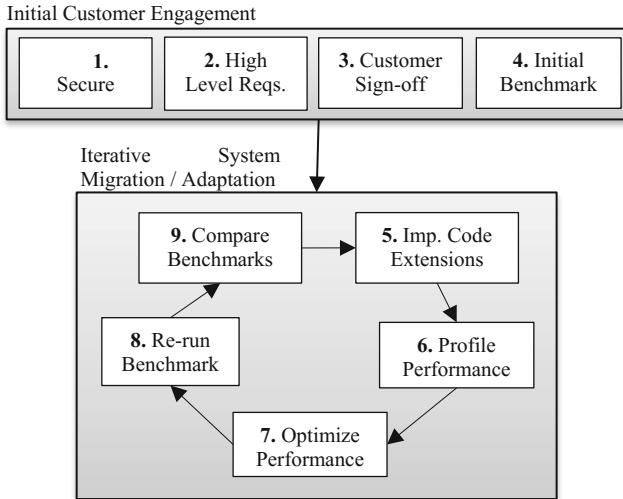 Initial Customer Engagement
1.
Secure
2. High
Level Reqs.
3. Customer
Sign-off
4. Initial
Benchmark
Iterative System
Migration / Adaptation
9. Compare
Benchmarks
5. Imp. Code
Extensions
8. Re-run
Benchmark
6. Profile
Performance
7. Optimize
Performance